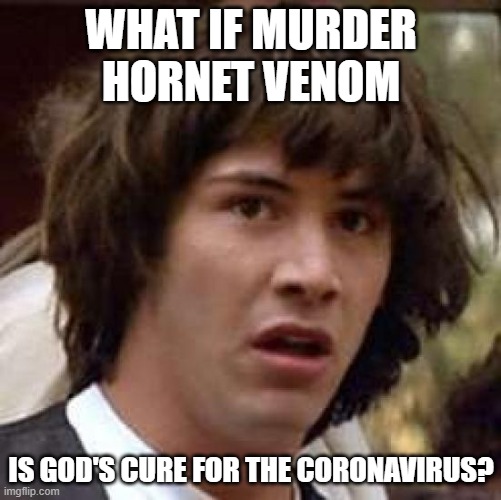 WHAT IF MURDER
HORNET VENOM
IS GOD'S CURE FOR THE CORONAVIRUS?
imgflip.com